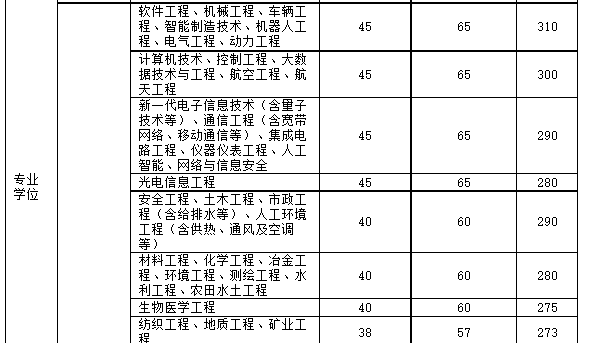 软件工程、机械工程、车辆工
程、智能制造技术、机器人工
程、电气工程、动力工程
45
65
310
计算机技术、控制工程、大数
据技术与工程、航空工程、航
天工程
45
65
300
新一代电子信息技术（含量子
技术等）、通信工程（含宽带
网络、移动通信等）、集成电
路工程、仪器仪表工程、人工
智能、网络与信息安全
45
65
290
光电信息工程
45
65
280
专业
学位
安全工程、土木工程、市政工
程（含给排水等）、人工环境
工程（含供热、通风及空调
等）
40
60
290
材料工程、化学工程、冶金工
程、环境工程、测绘工程、水
利工程、农田水土工程
40
60
280
生物医学工程
40
60
275
纺织工程、地质工程、矿业工
程
38
57
273